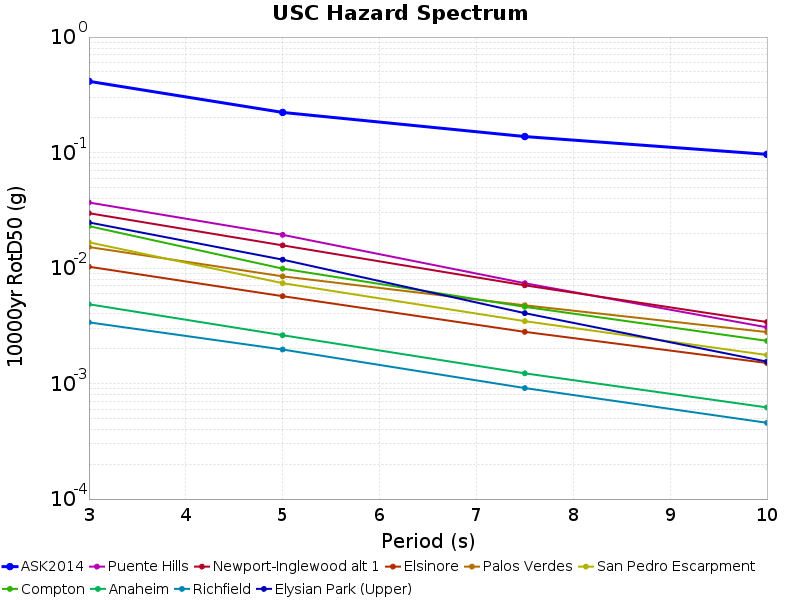 USC Hazard Spectrum
10000yr RotD50 (g)
10^0
10^-1
10^-2
10^-3
10^-4
3 4 5 6 7 8 9 10
Period (s)
ASK2014 Puente Hills Newport-Inglewood alt 1 Elsinore Palos Verdes San Pedro Escarpment
Compton Anaheim Richfield Elysian Park (Upper)